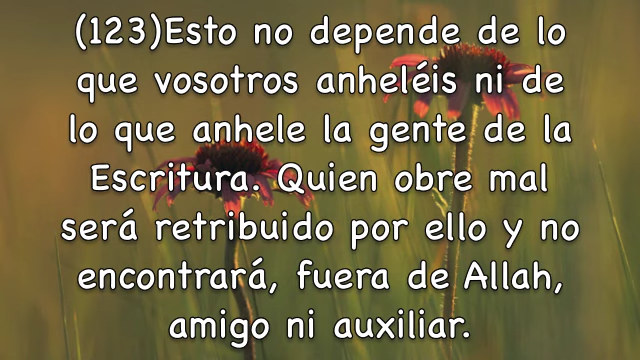 (123)Esto no depende de lo
que vosotros anheléis ni de
lo que anhele la gente de la
Escritura. Quien obre mal
será retribuido por ello y no
encontrará, fuera de Allah,
amigo ni auxiliar.